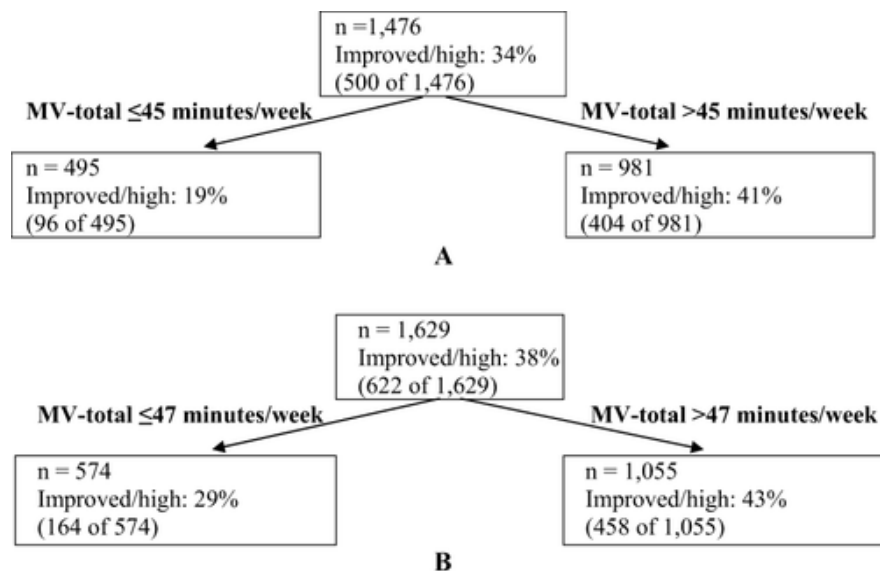 n =1,476
Improved/high: 34%
(500 of 1,476)
MV-total ≤45 minutes/week
MV-total >45 minutes/week
n = 495
Improved/high: 19%
(96 of 495)
n = 981
Improved/high: 41%
(404 of 981)
A
n = 1,629
Improved/high: 38%
(622 of 1,629)
MV-total ≤47 minutes/week
MV-total >47 minutes/week
n = 574
Improved/high: 29%
(164 of 574)
n = 1,055
Improved/high: 43%
(458 of 1,055)
B